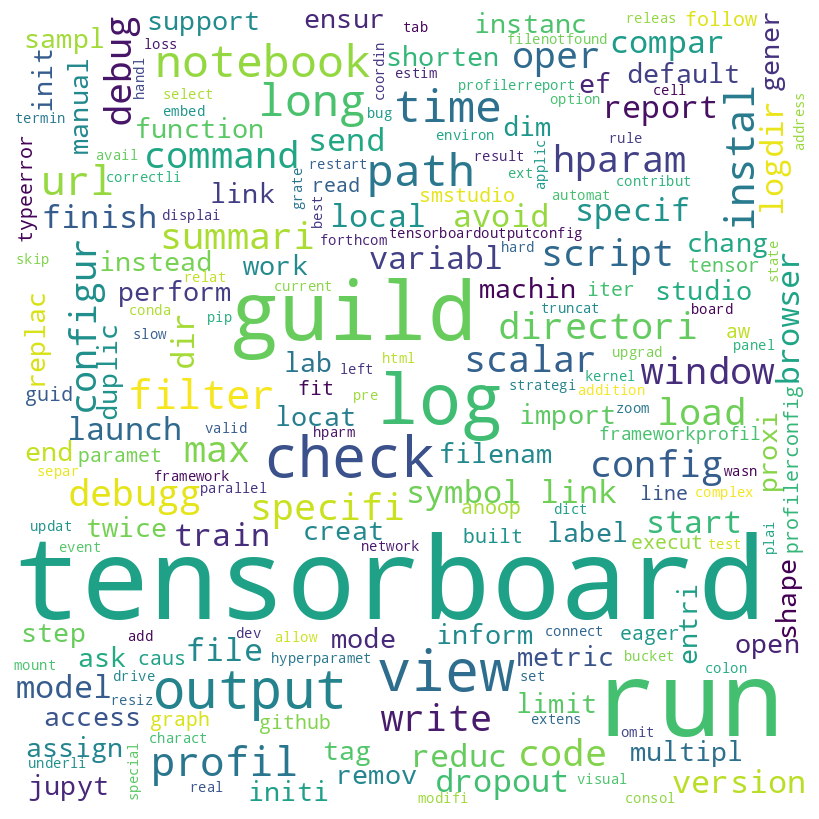 support
ensur
instanc
releas
follow
tab
sampl
loss
notebook
shorten
filenotfound
compar
gener
init
debug
handl
coordin
oper
default
manual
select
long
estim
profilerreport
ef
option
cell
report
termin
embed
time
bug
dim
instal
logdir
address
function
send
environ
avail
command
restart
path
result
applic
hparam
rule
typeerror
url
correctli
link
grate
read
smstudio
ext
automat
contribut
finish
displai
best
local
avoid
specif
summari
forthcom
tensorboardoutputconfig
hard
script
chang
state
skip
configur
instead
work
variabl
tensor
relat
perform
current
machin
iter
studio
browser
replac
conda
pip
guild
truncat
board
duplic
dir
slow
directori
aw
panel
lab
left
html
scalar
upgrad
window
guid
filter
fit
pre
log
strategi
kernel
addition
launch
valid
locat
import
zoom
load
max
hparm
frameworkprofil
proxi
profilerconfig
end
paramet
check
filenam
config
wasn
separ
framework
parallel
debugg
specifi
symbol link
line
complex
updat
twice
train
creat
anoop
dict
label
start
built
execut
test
plai
event
network
tensorboard
shape
step
add
dev
allow
mode
inform
connect
eager
entri
open
mount
ask
caus
file
hyperparamet
view
metric
set
bucket
colon
model
drive
resiz
output
run
access
graph
github
write
limit
extens
omit
assign
charact
tag
reduc
code
multipl
underli
special
profil
jupyt
real
initi
remov
dropout
visual
version
modifi
consol